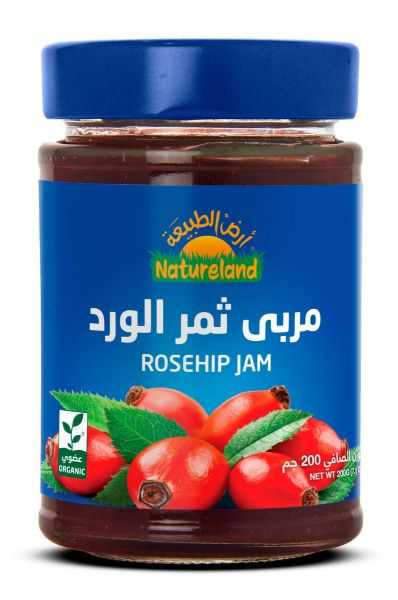 أرض الطبيعة
Natureland
مربى ثمر الورد
ROSEHIP JAM
عضوي
ORGANIC
الصافي 200 جم
NET WT 200G